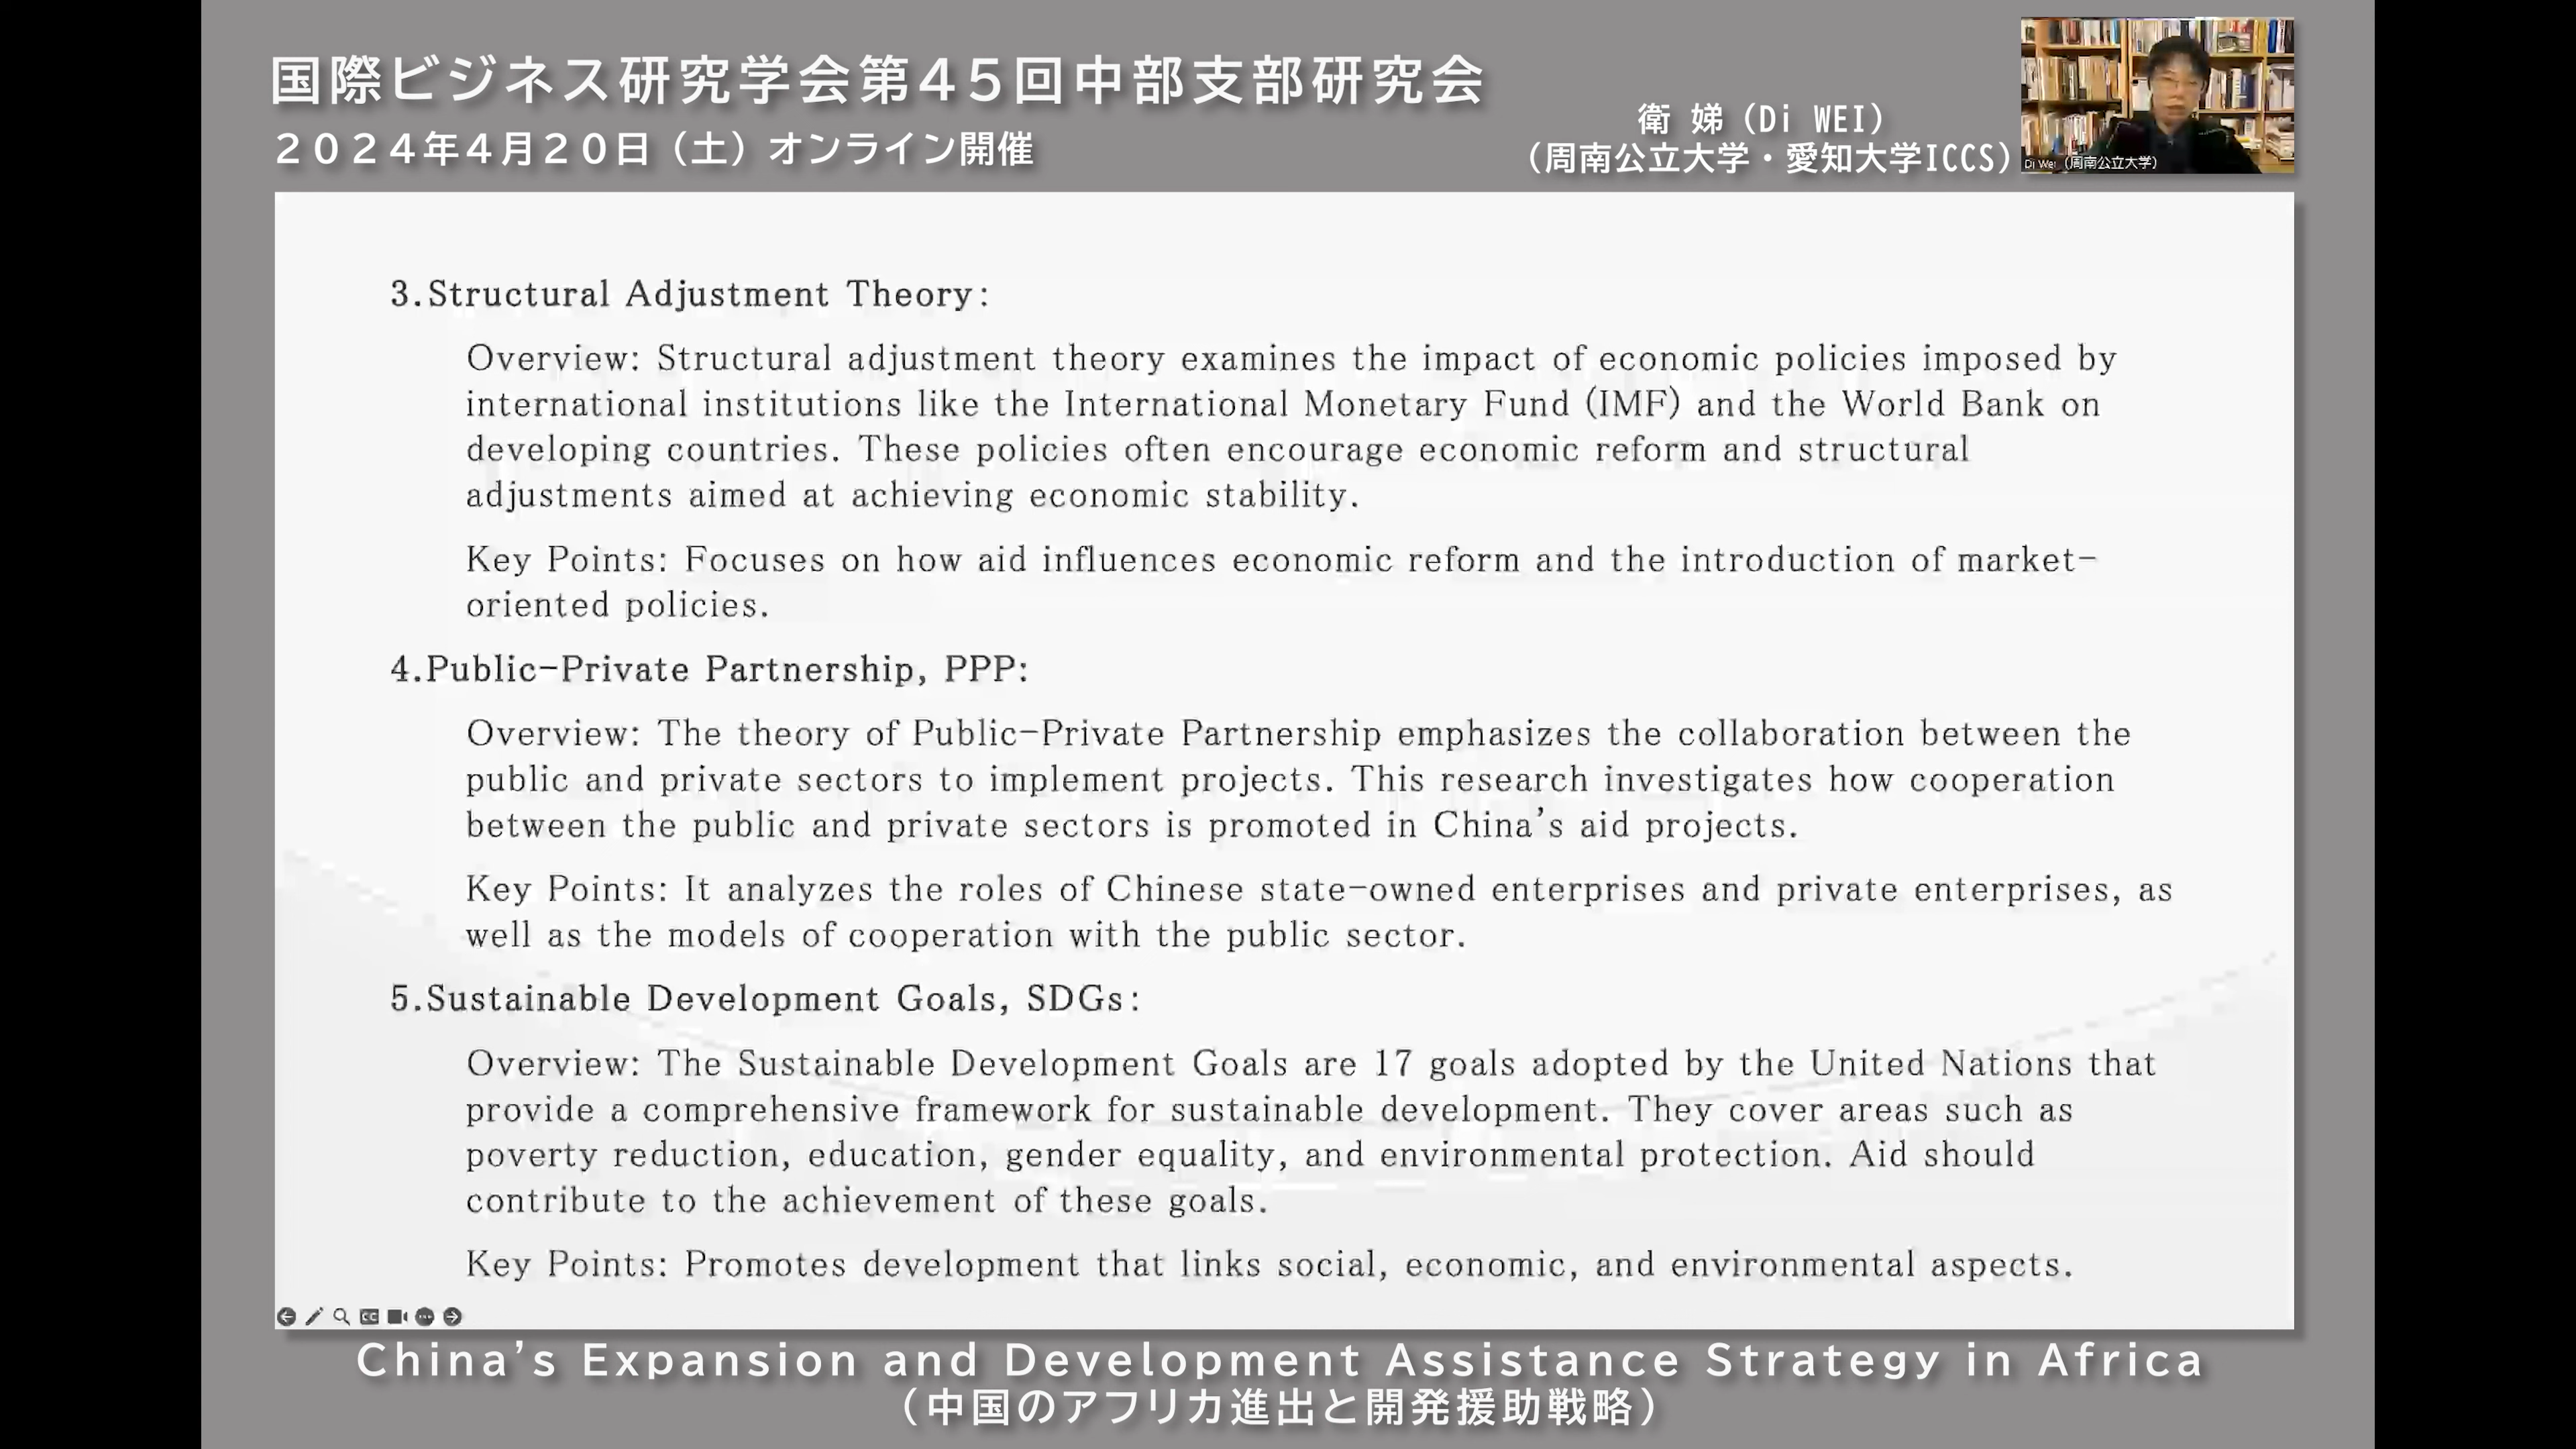 国際ビジネス研究学会第45回中部支部研究会
２０２４年４月２０日（土）オンライン開催
衛 娣（Di WEI）
（周南公立大学・愛知大学ICCS）
Di Wei（周南公立大学）
3.Structural Adjustment Theory:
Overview: Structural adjustment theory examines the impact of economic policies imposed by
international institutions like the International Monetary Fund (IMF) and the World Bank on
developing countries. These policies often encourage economic reform and structural
adjustments aimed at achieving economic stability.
Key Points: Focuses on how aid influences economic reform and the introduction of market-
oriented policies.
4.Public-Private Partnership, PPP:
Overview: The theory of Public-Private Partnership emphasizes the collaboration between the
public and private sectors to implement projects. This research investigates how cooperation
between the public and private sectors is promoted in China’s aid projects.
Key Points: It analyzes the roles of Chinese state-owned enterprises and private enterprises, as
well as the models of cooperation with the public sector.
5.Sustainable Development Goals, SDGs:
Overview: The Sustainable Development Goals are 17 goals adopted by the United Nations that
provide a comprehensive framework for sustainable development. They cover areas such as
poverty reduction, education, gender equality, and environmental protection. Aid should
contribute to the achievement of these goals.
Key Points: Promotes development that links social, economic, and environmental aspects.
CC
China’s Expansion and Development Assistance Strategy in Africa
（中国のアフリカ進出と開発援助戦略）